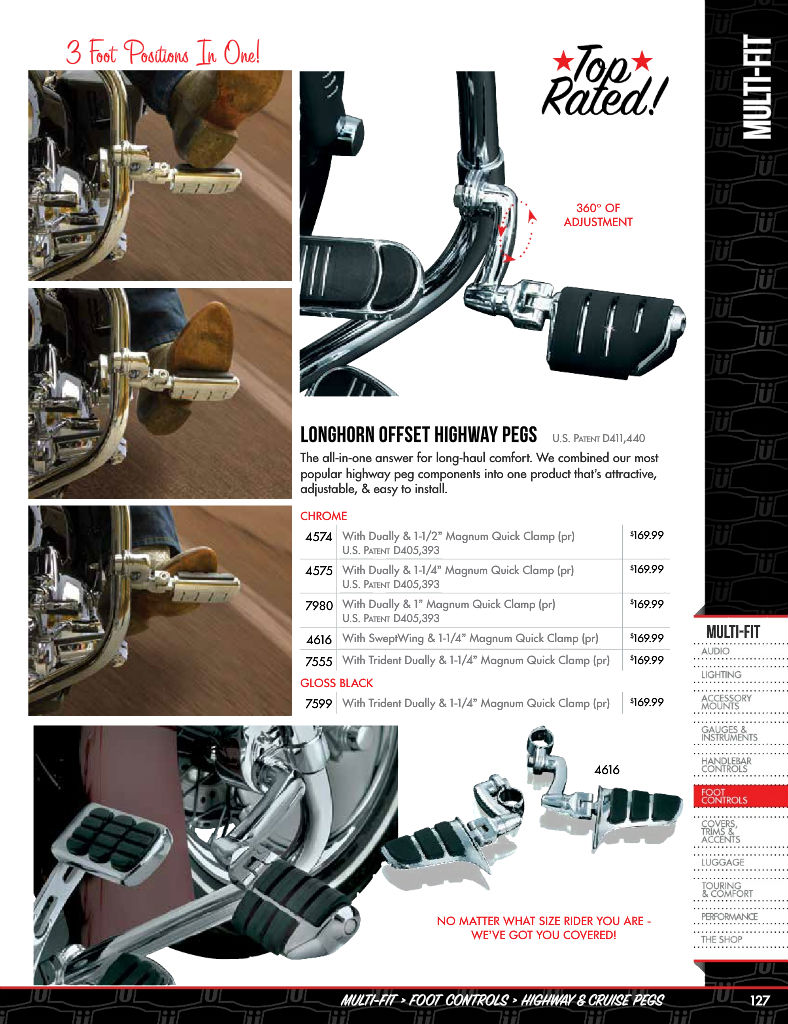 3 Foot Positions In One!
Top
Rated!
MULTI-FIT
360° OF
ADJUSTMENT
LONGHORN OFFSET HIGHWAY PEGS U.S. PATENT D411,440
The all-in-one answer for long-haul comfort. We combined our most
popular highway peg components into one product that's attractive,
adjustable, & easy to install.
CHROME
4574 With Dually & 1-1/2" Magnum Quick Clamp (pr) $169.99
U.S. PATENT D405,393
4575 With Dually & 1-1/4" Magnum Quick Clamp (pr) $169.99
U.S. PATENT D405,393
7980 With Dually & 1" Magnum Quick Clamp (pr) $169.99
U.S. PATENT D405,393
4616 With SweptWing & 1-1/4" Magnum Quick Clamp (pr) $169.99
7555 With Trident Dually & 1-1/4" Magnum Quick Clamp (pr) $169.99
GLOSS BLACK
7599 With Trident Dually & 1-1/4" Magnum Quick Clamp (pr) $169.99
4616
NO MATTER WHAT SIZE RIDER YOU ARE -
WE'VE GOT YOU COVERED!
MULTI-FIT
AUDIO
LIGHTING
ACCESSORY
MOUNTS
GAUGES &
INSTRUMENTS
HANDLEBAR
CONTROLS
FOOT
CONTROLS
COVERS,
TRIMS &
ACCENTS
LUGGAGE
TOURING
& COMFORT
PERFORMANCE
THE SHOP
MULTI-FIT > FOOT CONTROLS > HIGHWAY & CRUISE PEGS
127